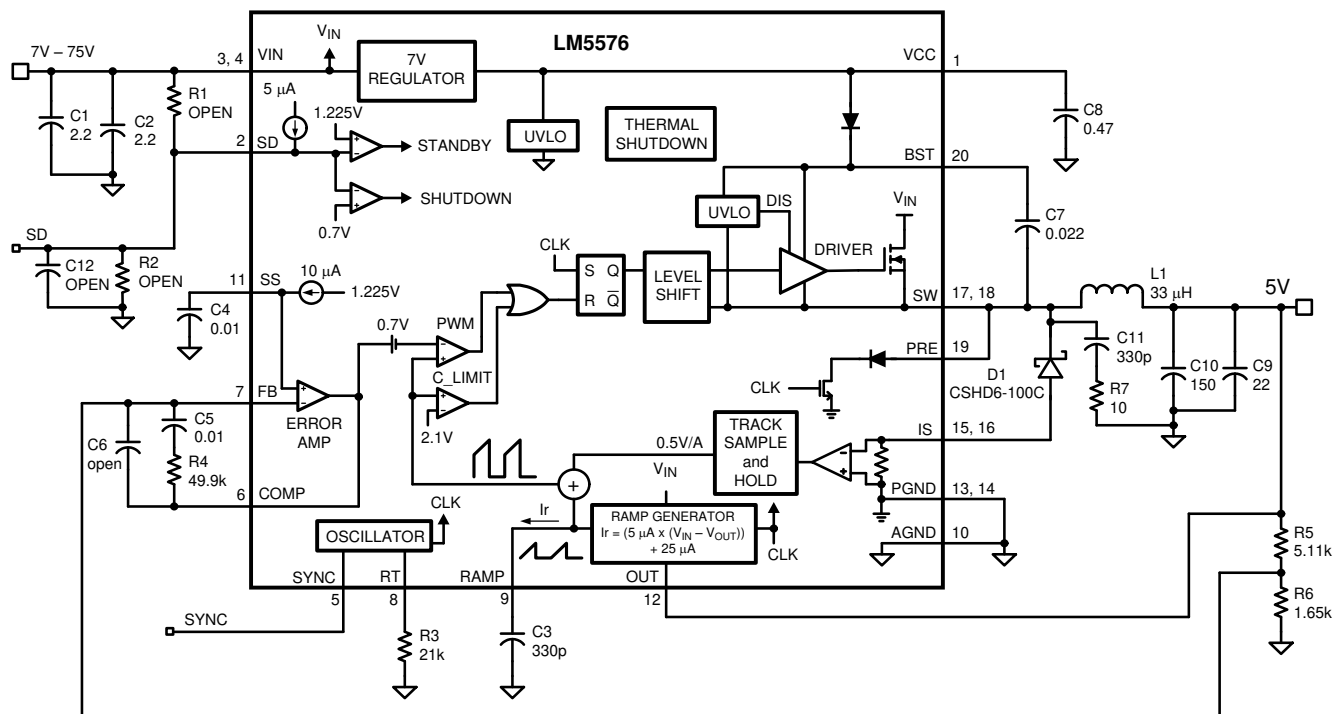 LM5576
7V – 75V
3, 4
VIN
V_IN
7V
REGULATOR
VCC
1
C1
2.2
C2
2.2
R1
OPEN
5 µA
1.225V
2
SD
STANDBY
SHUTDOWN
0.7V
UVLO
THERMAL
SHUTDOWN
C8
0.47
BST
20
UVLO
DIS
V_IN
DRIVER
C7
0.022
SD
C12
OPEN
R2
OPEN
11
SS
10 µA
1.225V
C4
0.01
CLK
S Q
R Q̅
LEVEL
SHIFT
SW
17, 18
L1
33 µH
5V
0.7V
PWM
C_LIMIT
2.1V
PRE
19
CLK
D1
CSHD6-100C
C11
330p
R7
10
C10
150
C9
22
7
FB
ERROR
AMP
C5
0.01
C6
open
R4
49.9k
6
COMP
0.5V/A
TRACK
SAMPLE
and
HOLD
IS
15, 16
V_IN
+
PGND
13, 14
Ir
RAMP GENERATOR
Ir = (5 µA x (V_IN – V_OUT))
+ 25 µA
CLK
AGND
10
CLK
OSCILLATOR
R5
5.11k
R6
1.65k
SYNC
5
RT
8
RAMP
9
OUT
12
SYNC
R3
21k
C3
330p